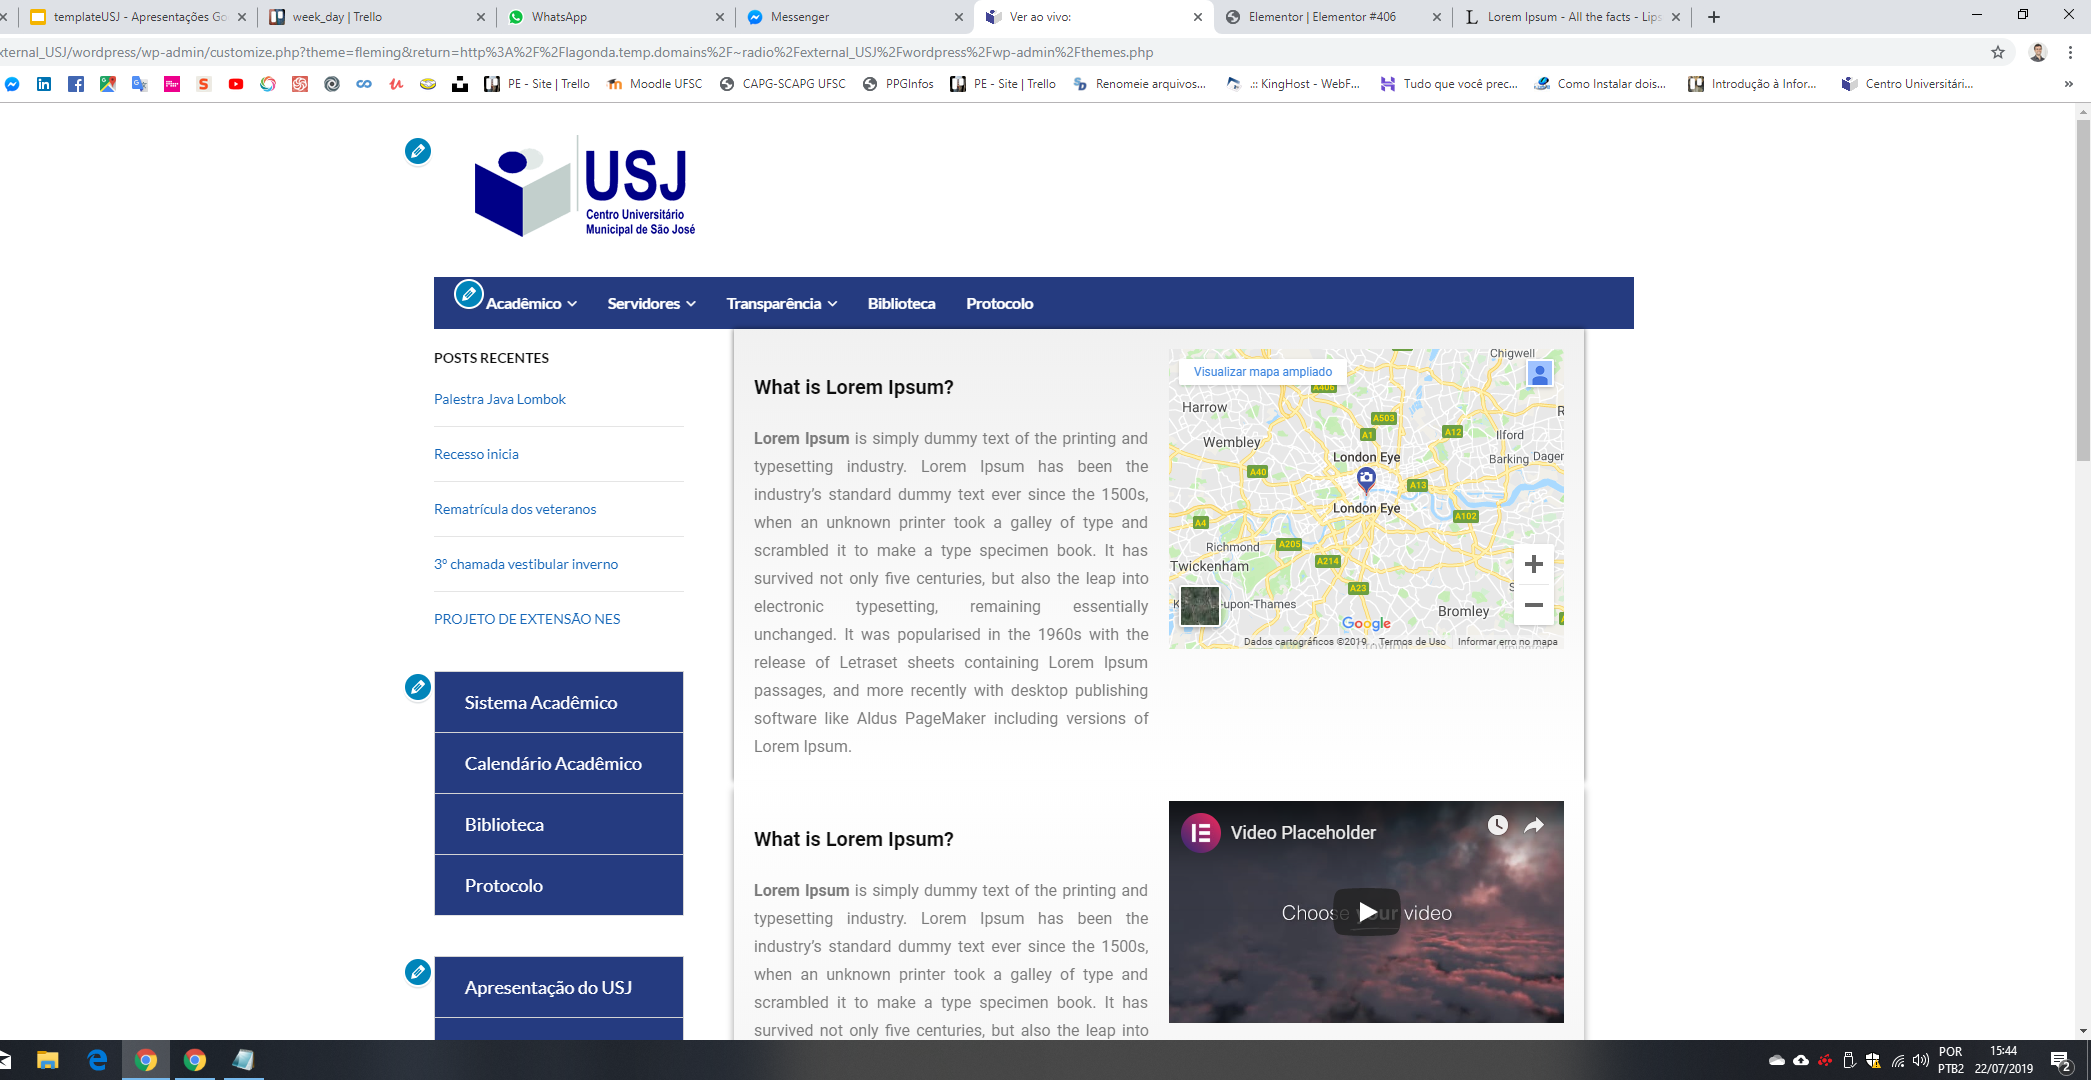 templateUSJ - Apresentações Go
week_day | Trello
WhatsApp
Messenger
Ver ao vivo:
Elementor | Elementor #406
Lorem Ipsum - All the facts - Lips
xternal_USJ/wordpress/wp-admin/customize.php?theme=fleming&return=http%3A%2F%2Flagonda.temp.domains%2F~radio%2Fexternal_USJ%2Fwordpress%2Fwp-admin%2Fthemes.php
PE - Site | Trello
Moodle UFSC
CAPG-SCAPG UFSC
PPGInfos
PE - Site | Trello
Renomeie arquivos...
.:: KingHost - WebF...
Tudo que você prec...
Como Instalar dois...
Introdução à Infor...
Centro Universitári...
USJ
Centro Universitário
Municipal de São José
Acadêmico
Servidores
Transparência
Biblioteca
Protocolo
POSTS RECENTES
Palestra Java Lombok
Recesso inicia
Rematrícula dos veteranos
3º chamada vestibular inverno
PROJETO DE EXTENSÃO NES
Sistema Acadêmico
Calendário Acadêmico
Biblioteca
Protocolo
Apresentação do USJ
What is Lorem Ipsum?
Lorem Ipsum is simply dummy text of the printing and
typesetting industry. Lorem Ipsum has been the
industry's standard dummy text ever since the 1500s,
when an unknown printer took a galley of type and
scrambled it to make a type specimen book. It has
survived not only five centuries, but also the leap into
electronic typesetting, remaining essentially
unchanged. It was popularised in the 1960s with the
release of Letraset sheets containing Lorem Ipsum
passages, and more recently with desktop publishing
software like Aldus PageMaker including versions of
Lorem Ipsum.
Visualizar mapa ampliado
Chigwell
A406
Harrow
A503
Wembley
A1
A12
Ilford
London Eye
Barking
Dager
A40
A13
London Eye
A102
A4
Richmond
A205
Twickenham
A214
A23
-upon-Thames
Bromley
Google
Dados cartográficos ©2019
Termos de Uso
Informar erro no mapa
What is Lorem Ipsum?
Lorem Ipsum is simply dummy text of the printing and
typesetting industry. Lorem Ipsum has been the
industry's standard dummy text ever since the 1500s,
when an unknown printer took a galley of type and
scrambled it to make a type specimen book. It has
survived not only five centuries, but also the leap into
Video Placeholder
Choose your video
POR
PTB2
15:44
22/07/2019
2